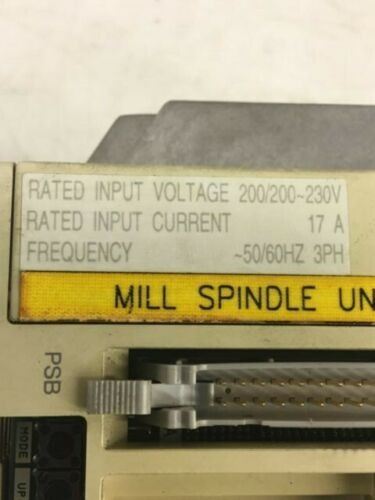 RATED INPUT VOLTAGE 200/200~230V
RATED INPUT CURRENT 17 A
FREQUENCY ~50/60HZ 3PH
MILL SPINDLE UN
PSB
MODE
UP